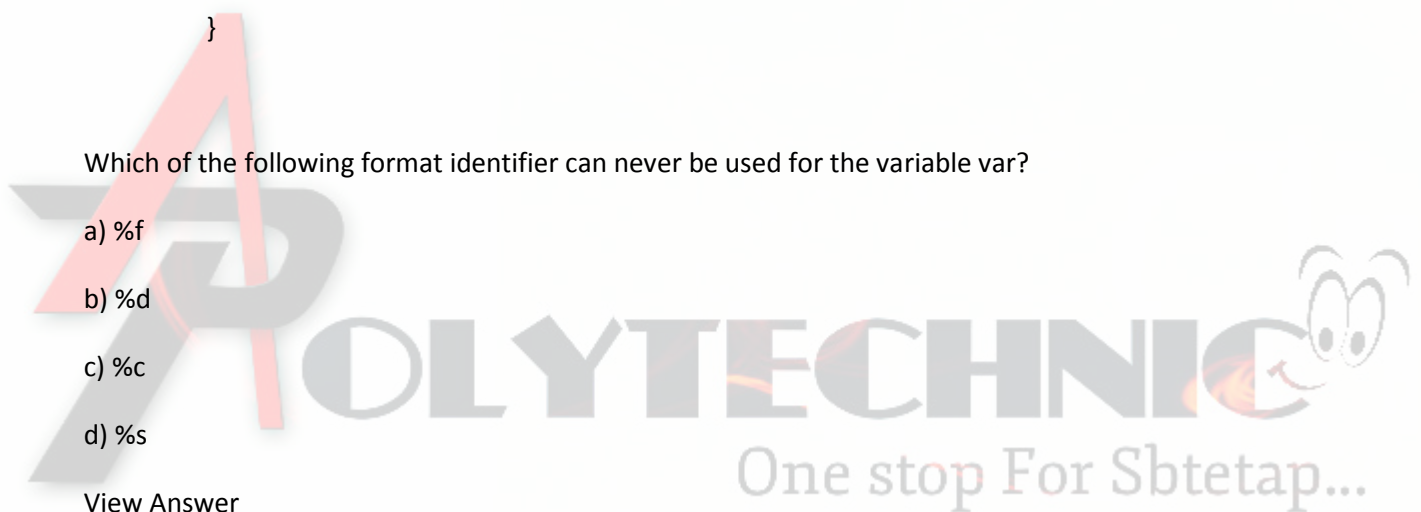 }
Which of the following format identifier can never be used for the variable var?
a) %f
b) %d
c) %c
d) %s
View Answer
AP
POLYTECHNIC
One stop For Sbtetap...